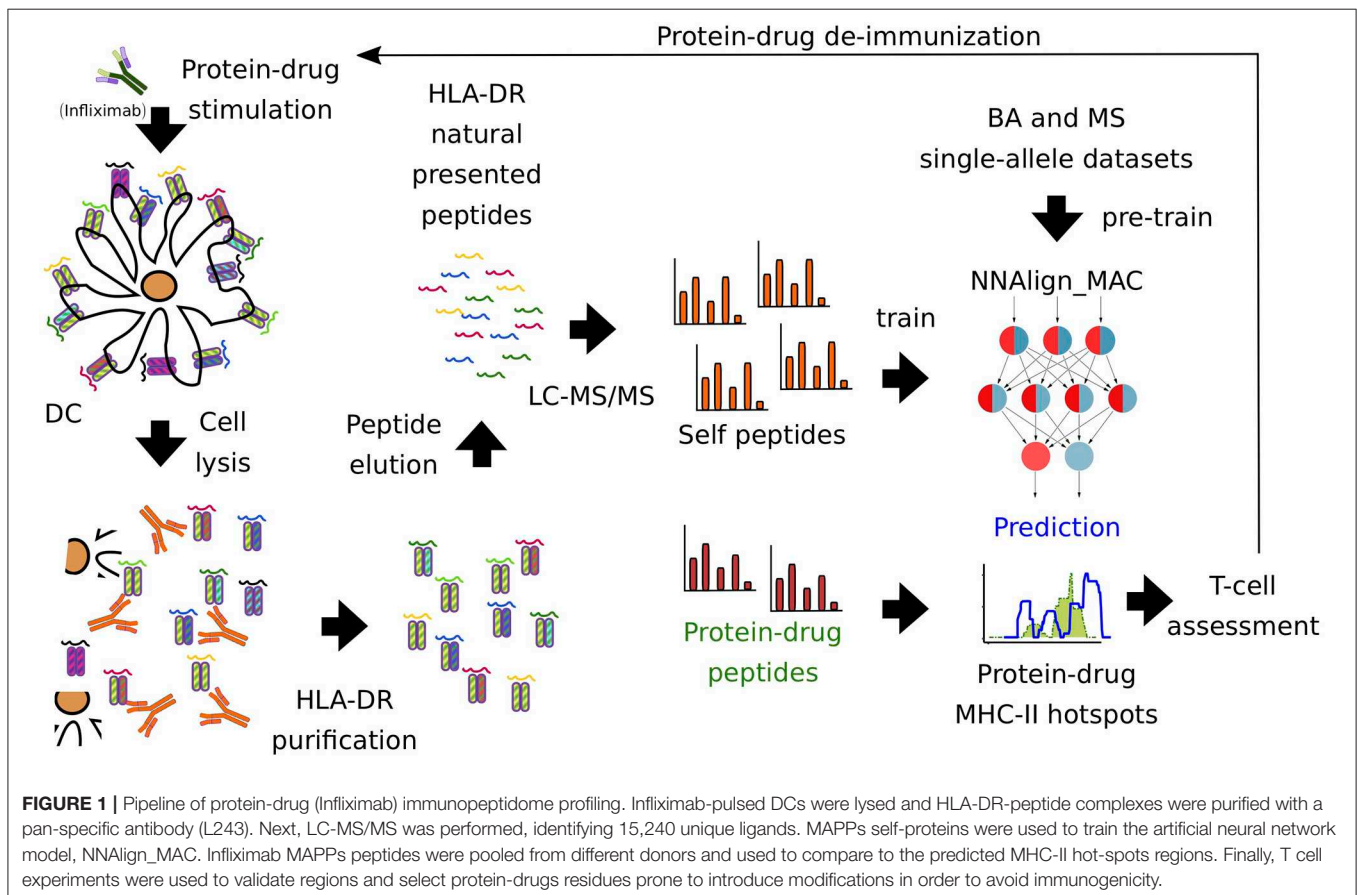 Protein-drug de-immunization
Protein-drug
stimulation
(Infliximab)
HLA-DR
natural
presented
peptides
BA and MS
single-allele datasets
pre-train
NNAlign_MAC
train
LC-MS/MS
Self peptides
DC
Cell
lysis
Peptide
elution
Prediction
HLA-DR
purification
Protein-drug
peptides
Protein-drug
MHC-II hotspots
T-cell
assessment
FIGURE 1 | Pipeline of protein-drug (Infliximab) immunopeptidome profiling. Infliximab-pulsed DCs were lysed and HLA-DR-peptide complexes were purified with a
pan-specific antibody (L243). Next, LC-MS/MS was performed, identifying 15,240 unique ligands. MAPPs self-proteins were used to train the artificial neural network
model, NNAlign_MAC. Infliximab MAPPs peptides were pooled from different donors and used to compare to the predicted MHC-II hot-spots regions. Finally, T cell
experiments were used to validate regions and select protein-drugs residues prone to introduce modifications in order to avoid immunogenicity.